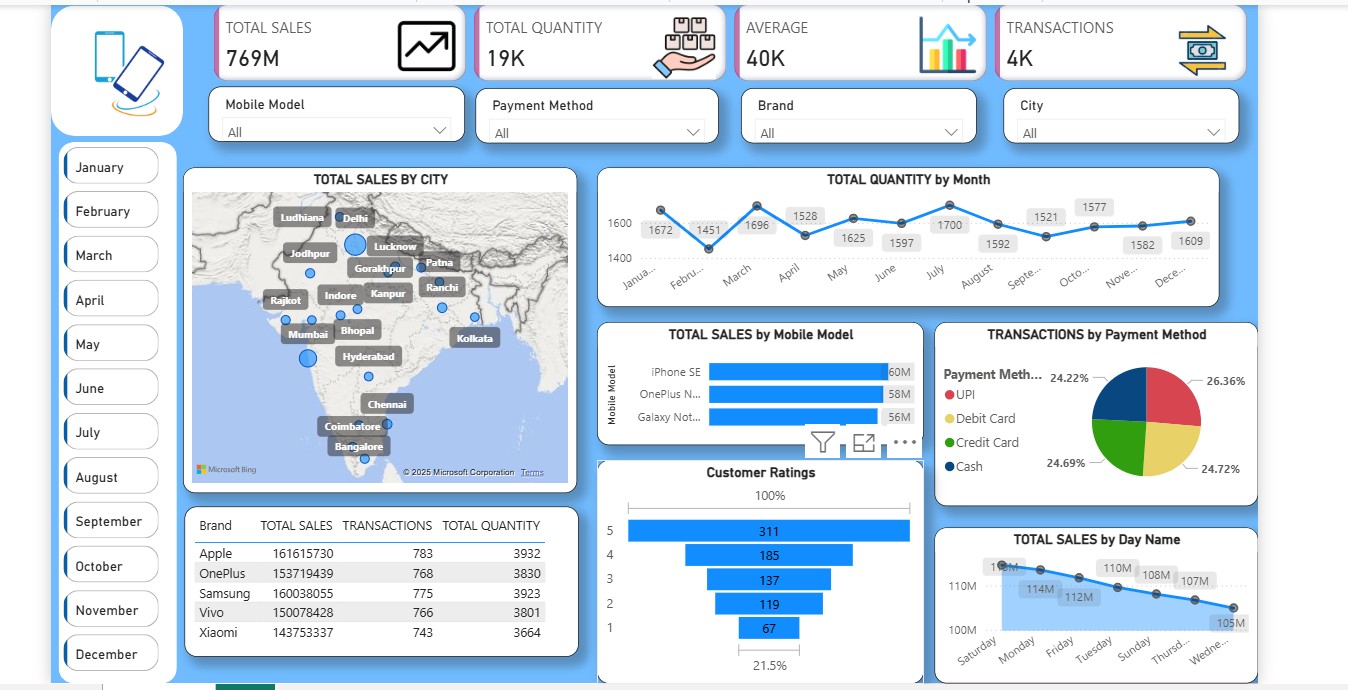 TOTAL SALES
769M
TOTAL QUANTITY
19K
AVERAGE
40K
TRANSACTIONS
4K
Mobile Model
All
Payment Method
All
Brand
All
City
All
January
February
March
April
May
June
July
August
September
October
November
December
TOTAL SALES BY CITY
Ludhiana
Delhi
Jodhpur
Lucknow
Gorakhpur
Patna
Ranchi
Rajkot
Indore
Kanpur
Mumbai
Bhopal
Kolkata
Hyderabad
Chennai
Coimbatore
Bangalore
Microsoft Bing
© 2025 Microsoft Corporation Terms
TOTAL QUANTITY by Month
1600
1400
1672
1451
1696
1528
1625
1597
1700
1592
1521
1577
1582
1609
Janua...
Febru...
March
April
May
June
July
August
Septe...
Octo...
Nove...
Dece...
TOTAL SALES by Mobile Model
Mobile Model
iPhone SE 60M
OnePlus N... 58M
Galaxy Not... 56M
TRANSACTIONS by Payment Method
Payment Meth...
UPI
Debit Card
Credit Card
Cash
24.22%
26.36%
24.69%
24.72%
Brand TOTAL SALES TRANSACTIONS TOTAL QUANTITY
Apple 161615730 783 3932
OnePlus 153719439 768 3830
Samsung 160038055 775 3923
Vivo 150078428 766 3801
Xiaomi 143753337 743 3664
Customer Ratings
100%
5 311
4 185
3 137
2 119
1 67
21.5%
TOTAL SALES by Day Name
110M
100M
114M
112M
110M
108M
107M
105M
Saturday
Monday
Friday
Tuesday
Sunday
Thursd...
Wedne...